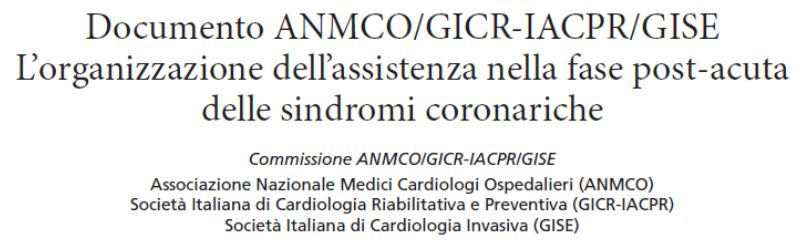 Documento ANMCO/GICR-IACPR/GISE
L'organizzazione dell'assistenza nella fase post-acuta
delle sindromi coronariche
Commissione ANMCO/GICR-IACPR/GISE
Associazione Nazionale Medici Cardiologi Ospedalieri (ANMCO)
Società Italiana di Cardiologia Riabilitativa e Preventiva (GICR-IACPR)
Società Italiana di Cardiologia Invasiva (GISE)